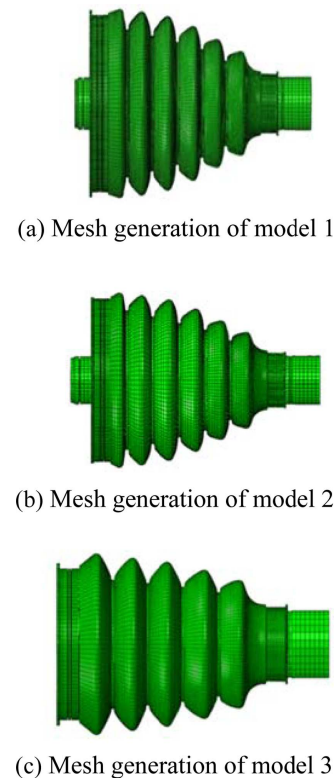 (a) Mesh generation of model 1
(b) Mesh generation of model 2
(c) Mesh generation of model 3